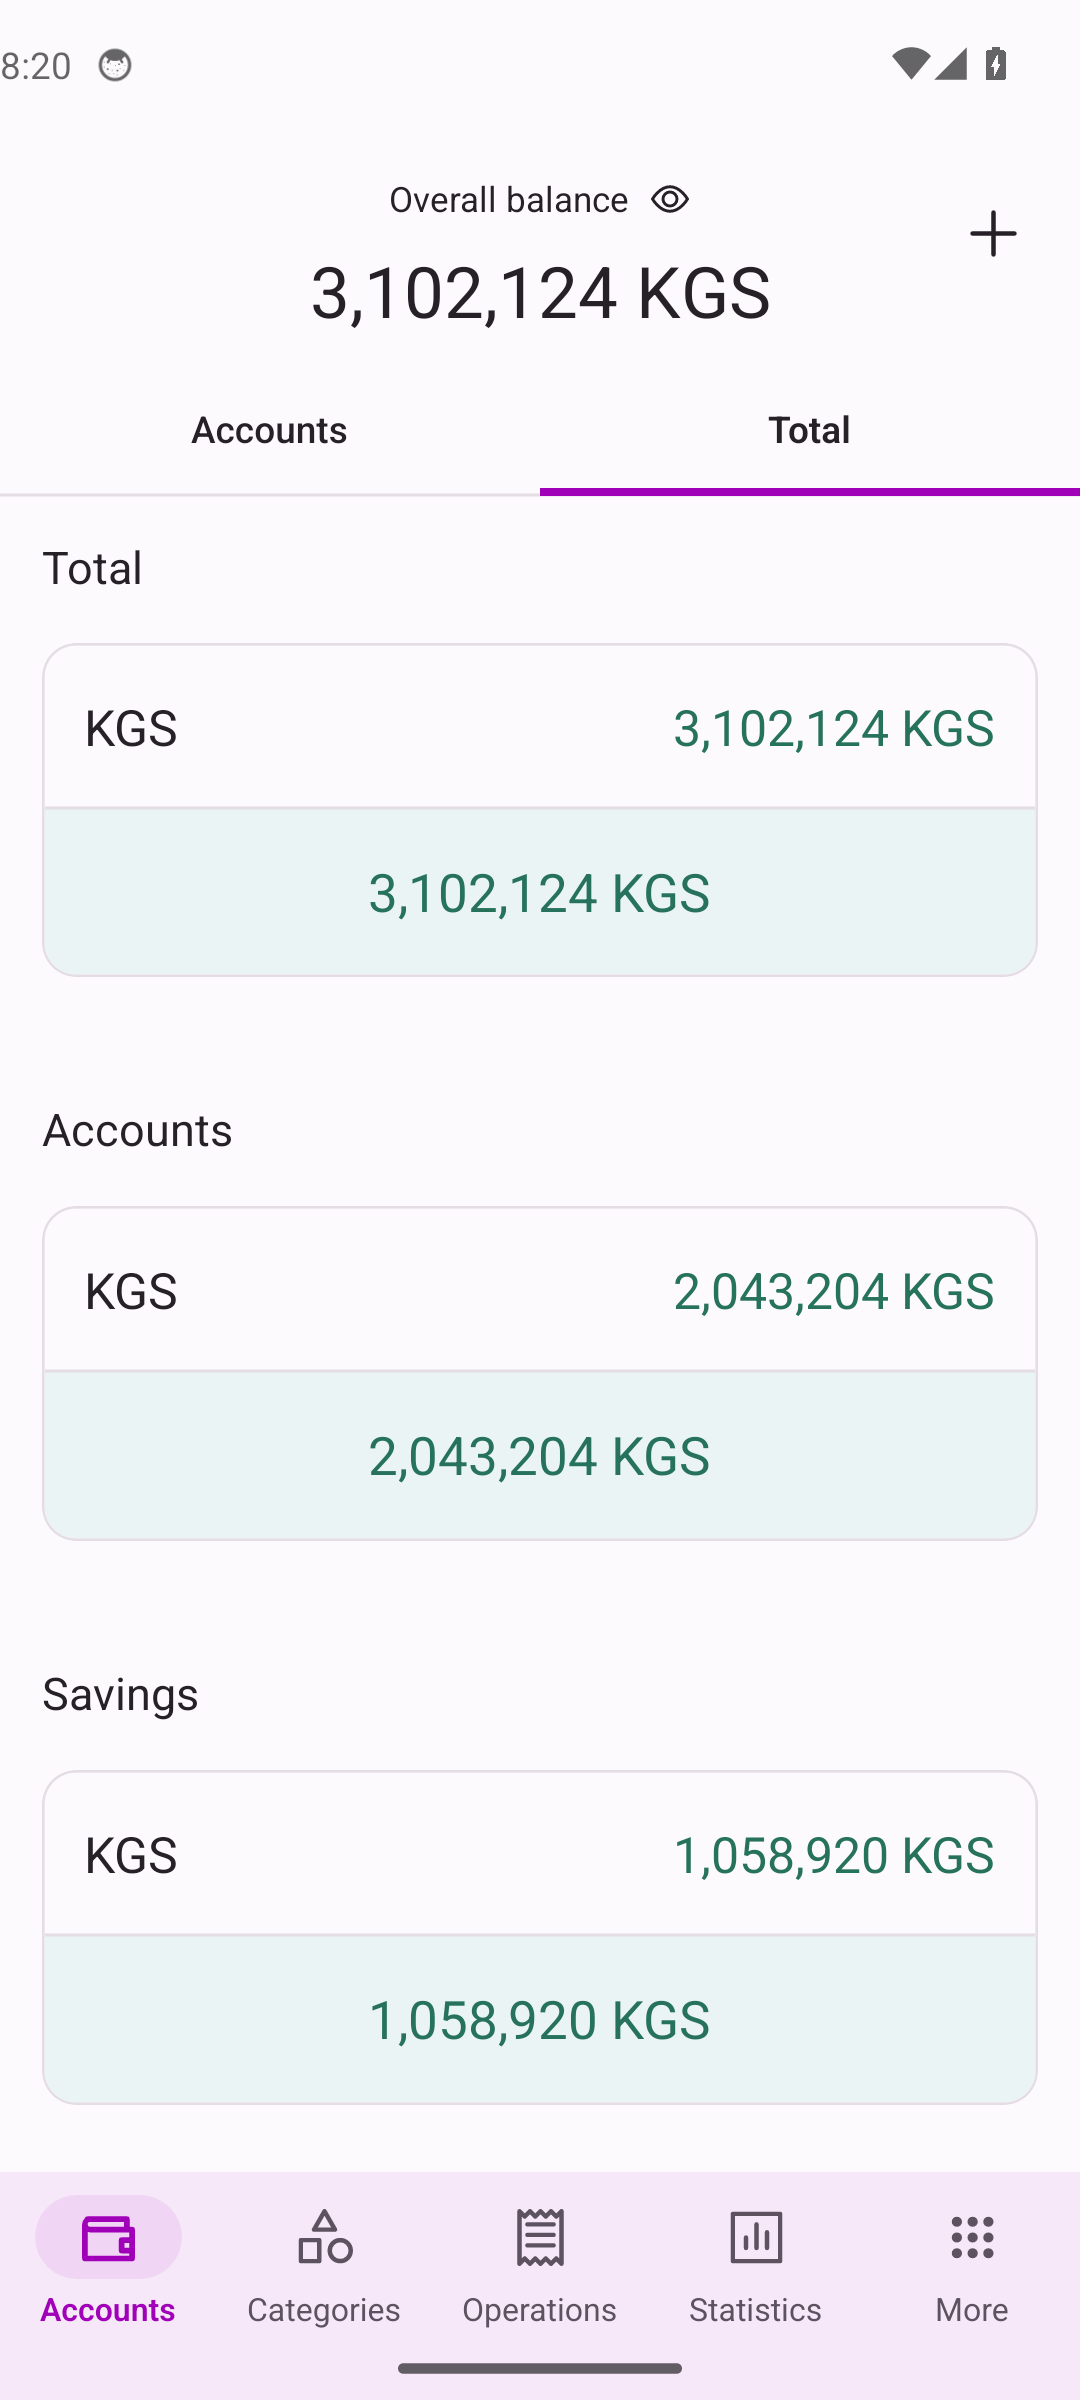 8:20
Overall balance
3,102,124 KGS
Accounts
Total
Total
KGS
3,102,124 KGS
3,102,124 KGS
Accounts
KGS
2,043,204 KGS
2,043,204 KGS
Savings
KGS
1,058,920 KGS
1,058,920 KGS
Accounts
Categories
Operations
Statistics
More